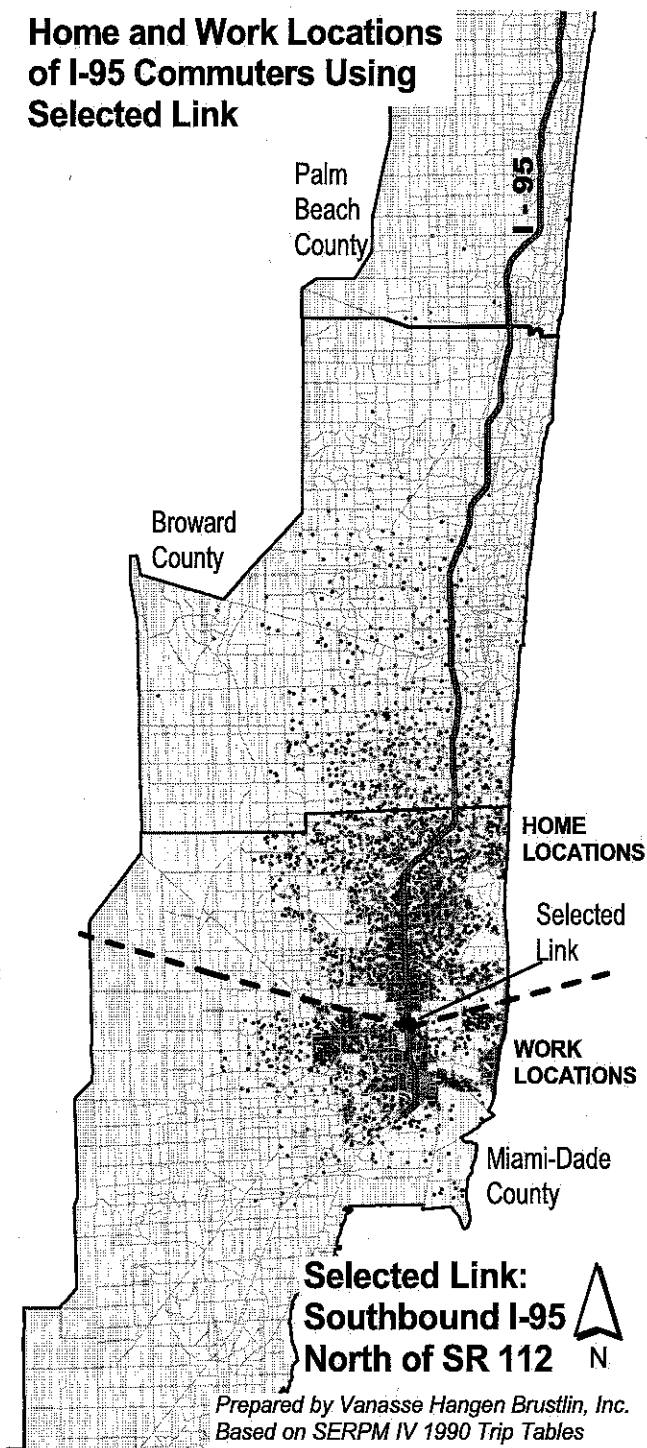 Home and Work Locations
of I-95 Commuters Using
Selected Link
Palm
Beach
County
I - 95
Broward
County
HOME
LOCATIONS
Selected
Link
WORK
LOCATIONS
Miami-Dade
County
Selected Link:
Southbound I-95
North of SR 112
N
Prepared by Vanasse Hangen Brustlin, Inc.
Based on SERPM IV 1990 Trip Tables